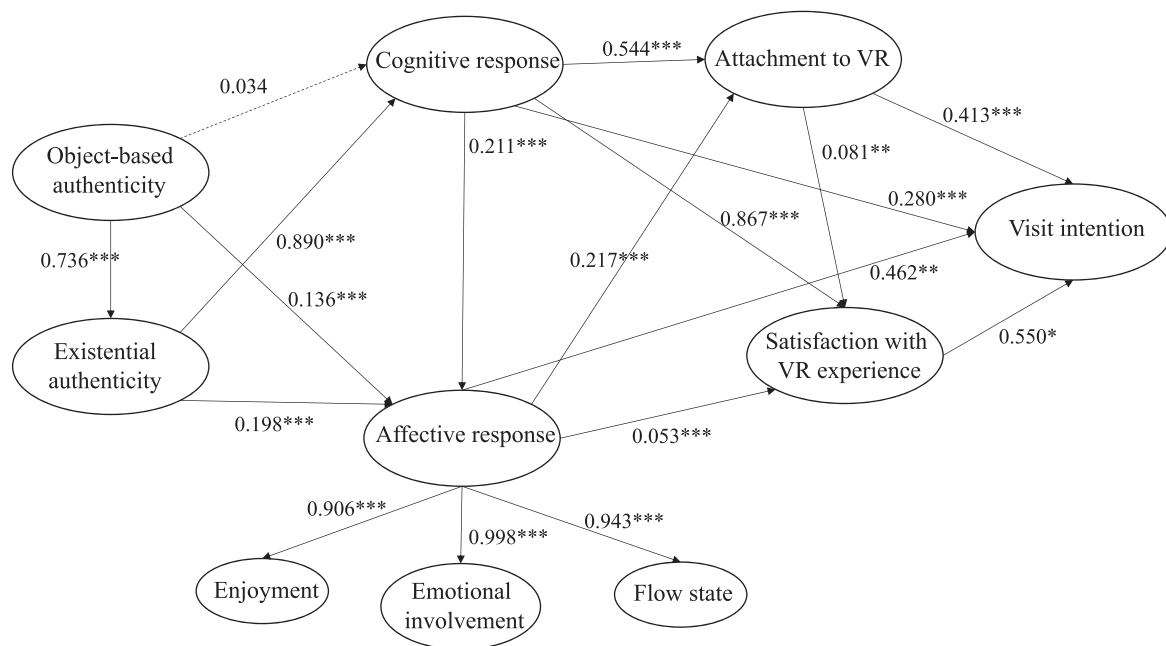 Cognitive response
0.544***
Attachment to VR
0.034
0.413***
Object-based
authenticity
0.211***
0.081**
0.280***
0.867***
Visit intention
0.890***
0.736***
0.217***
0.462**
0.136***
Existential
authenticity
Satisfaction with
VR experience
0.550*
0.198***
Affective response
0.053***
0.906***
0.998***
0.943***
Enjoyment
Emotional
involvement
Flow state